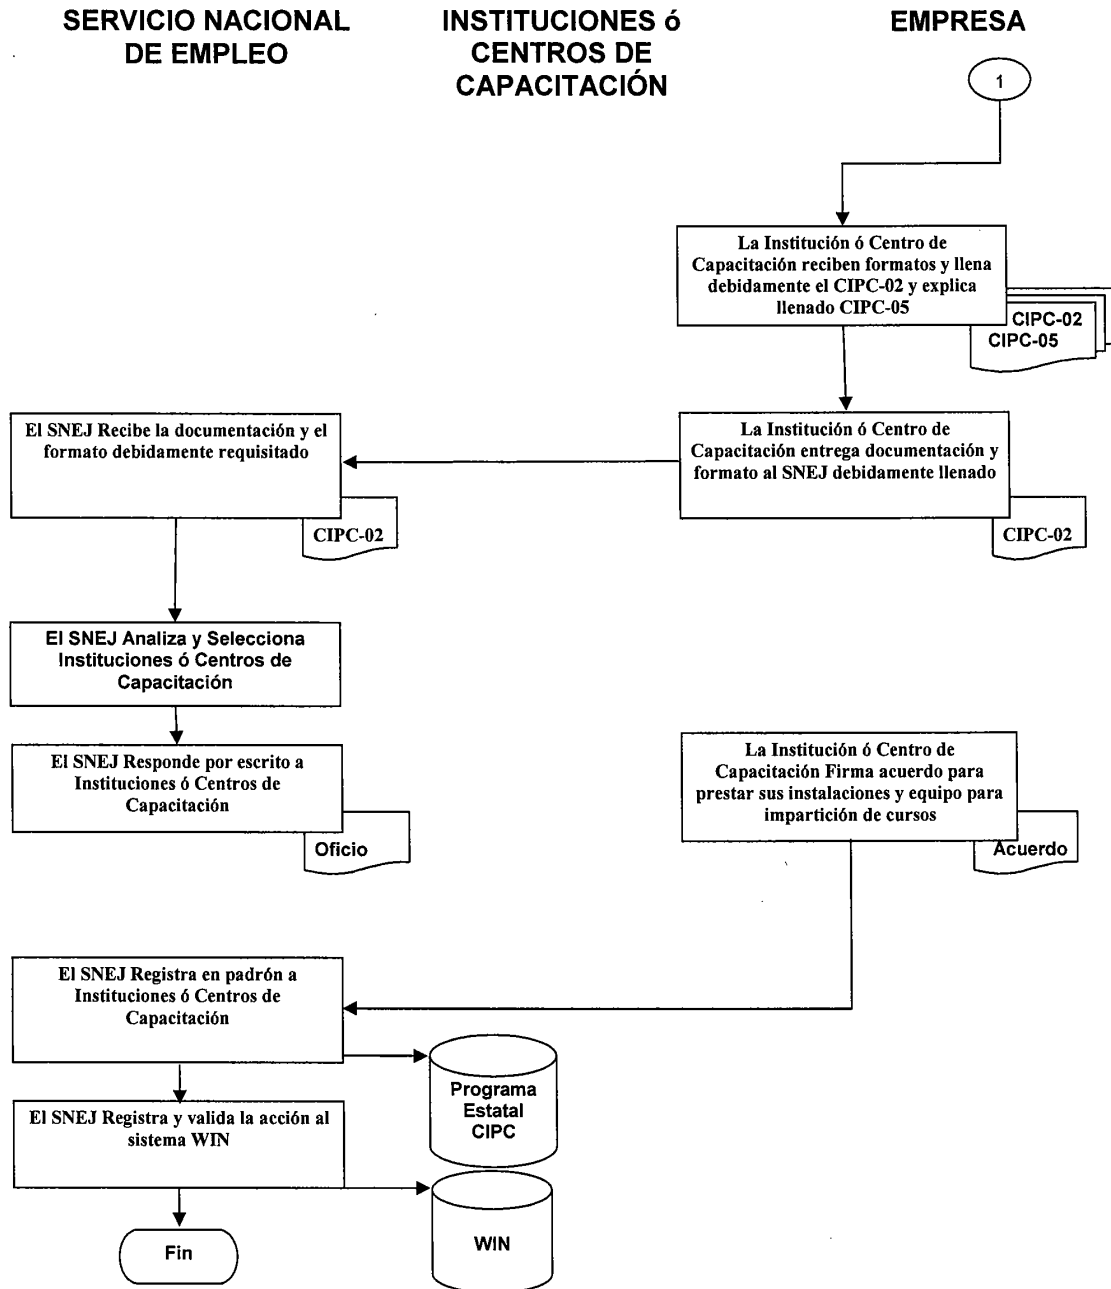 SERVICIO NACIONAL
DE EMPLEO
INSTITUCIONES ó
CENTROS DE
CAPACITACIÓN
EMPRESA
1
La Institución ó Centro de
Capacitación reciben formatos y llena
debidamente el CIPC-02 y explica
llenado CIPC-05
CIPC-02
CIPC-05
El SNEJ Recibe la documentación y el
formato debidamente requisitado
CIPC-02
La Institución ó Centro de
Capacitación entrega documentación y
formato al SNEJ debidamente llenado
CIPC-02
El SNEJ Analiza y Selecciona
Instituciones ó Centros de
Capacitación
El SNEJ Responde por escrito a
Instituciones ó Centros de
Capacitación
Oficio
La Institución ó Centro de
Capacitación Firma acuerdo para
prestar sus instalaciones y equipo para
impartición de cursos
Acuerdo
El SNEJ Registra en padrón a
Instituciones ó Centros de
Capacitación
Programa
Estatal
CIPC
El SNEJ Registra y valida la acción al
sistema WIN
WIN
Fin